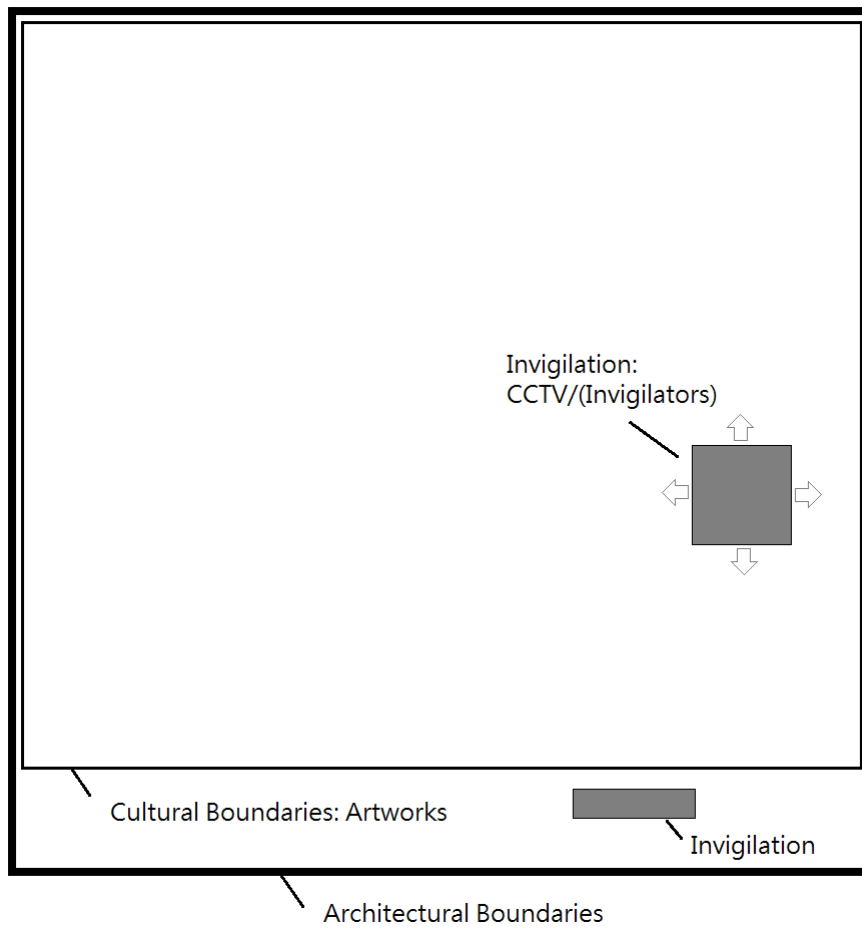 Invigilation:
CCTV/(Invigilators)
Cultural Boundaries: Artworks
Invigilation
Architectural Boundaries